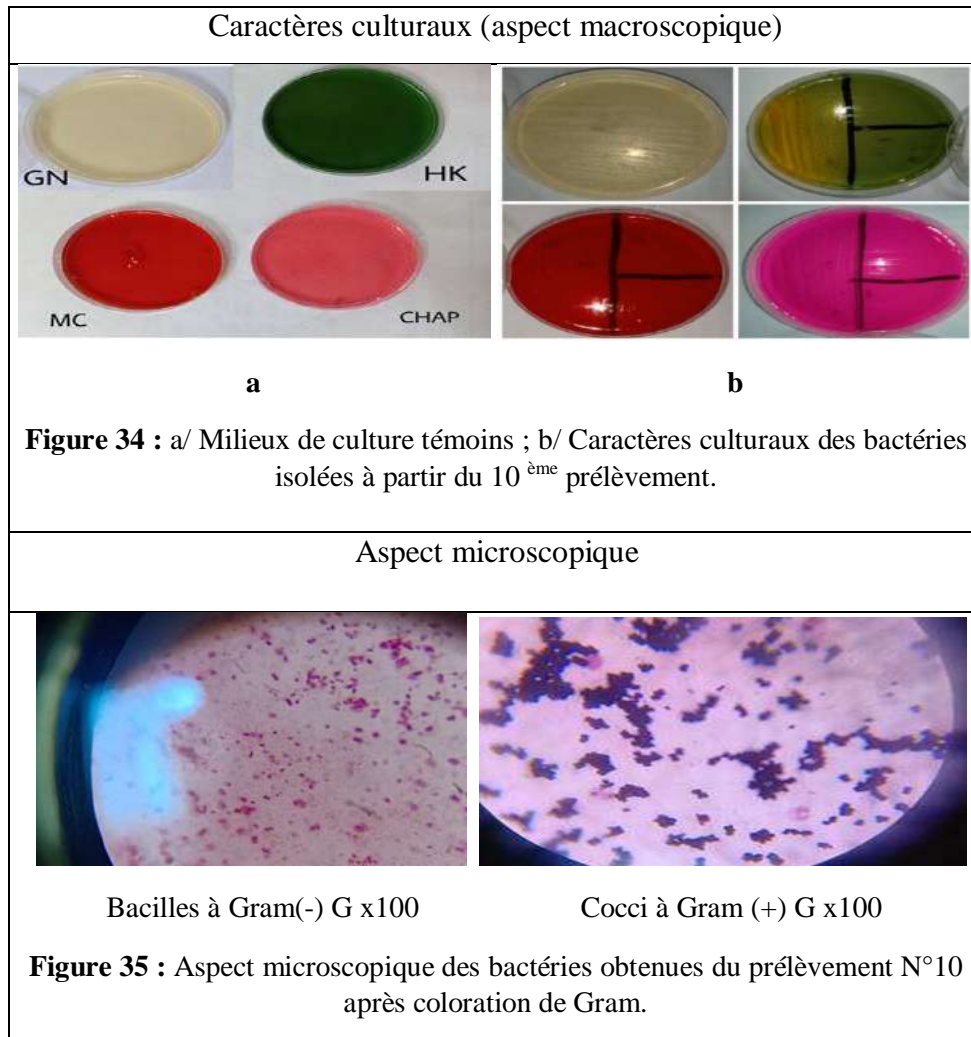 Caractères culturaux (aspect macroscopique)
GN
HK
MC
CHAP
a
b
Figure 34 : a/ Milieux de culture témoins ; b/ Caractères culturaux des bactéries
isolées à partir du 10 ème prélèvement.
Aspect microscopique
Bacilles à Gram(-) G x100
Cocci à Gram (+) G x100
Figure 35 : Aspect microscopique des bactéries obtenues du prélèvement N°10
après coloration de Gram.